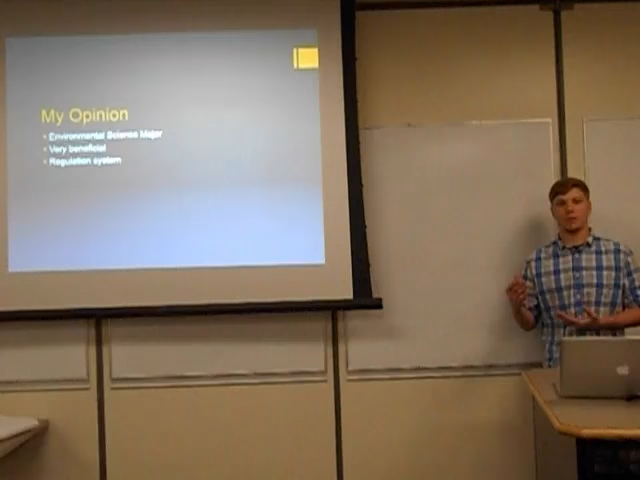 My Opinion
Environmental Science Major
Very beneficial
Regulation system